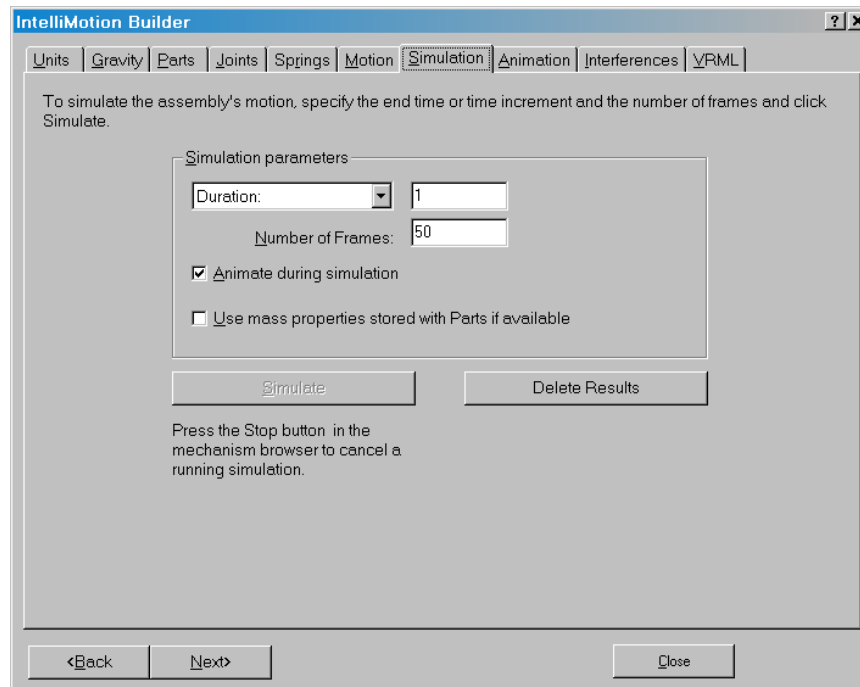 IntelliMotion Builder
Units Gravity Parts Joints Springs Motion Simulation Animation Interferences VRML
To simulate the assembly's motion, specify the end time or time increment and the number of frames and click
Simulate.
Simulation parameters
Duration: 1
Number of Frames: 50
Animate during simulation
Use mass properties stored with Parts if available
Simulate Delete Results
Press the Stop button in the
mechanism browser to cancel a
running simulation.
<Back Next> Close